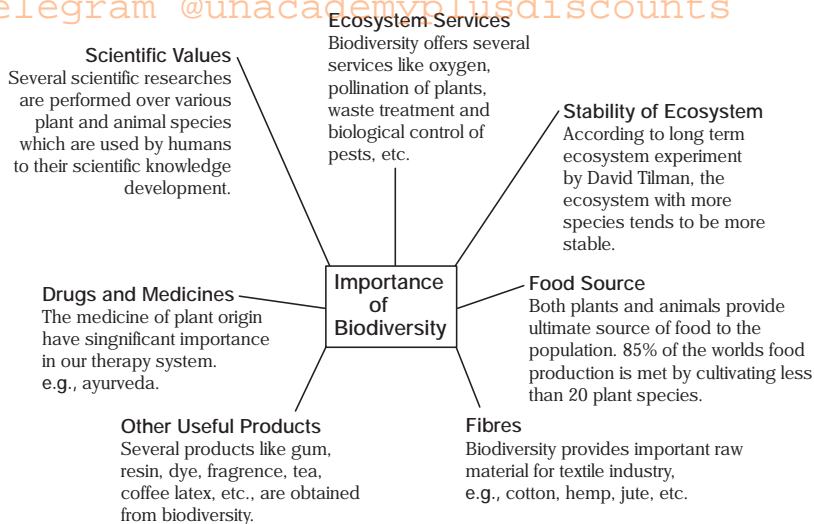 elegram @unacademyplusdiscounts
Ecosystem Services
Biodiversity offers several
services like oxygen,
pollination of plants,
waste treatment and
biological control of
pests, etc.
Scientific Values
Several scientific researches
are performed over various
plant and animal species
which are used by humans
to their scientific knowledge
development.
Stability of Ecosystem
According to long term
ecosystem experiment
by David Tilman, the
ecosystem with more
species tends to be more
stable.
Importance
of
Biodiversity
Drugs and Medicines
The medicine of plant origin
have singnificant importance
in our therapy system.
e.g., ayurveda.
Food Source
Both plants and animals provide
ultimate source of food to the
population. 85% of the worlds food
production is met by cultivating less
than 20 plant species.
Other Useful Products
Several products like gum,
resin, dye, fragrence, tea,
coffee latex, etc., are obtained
from biodiversity.
Fibres
Biodiversity provides important raw
material for textile industry,
e.g., cotton, hemp, jute, etc.